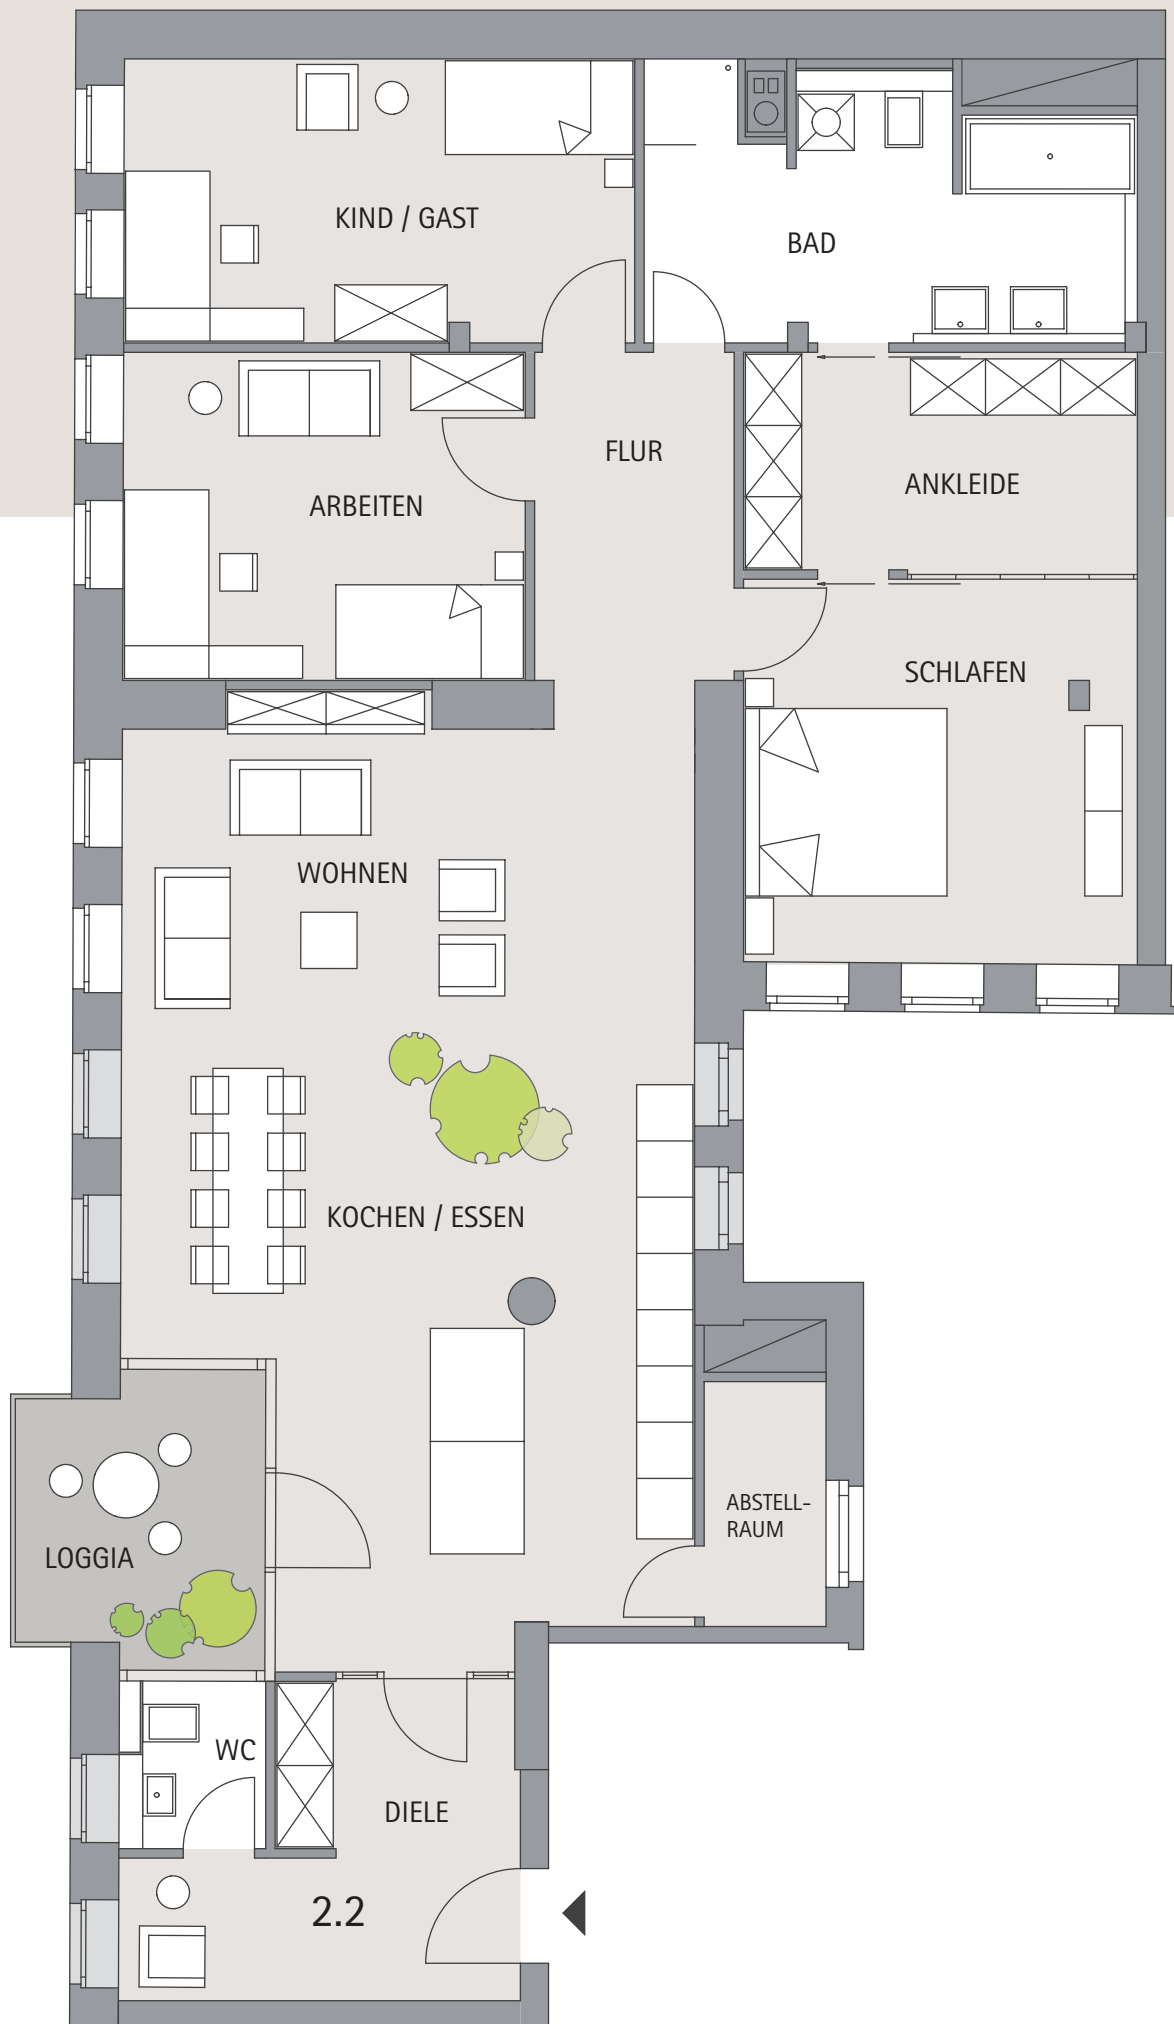 KIND / GAST
BAD
FLUR
ANKLEIDE
ARBEITEN
SCHLAFEN
WOHNEN
KOCHEN / ESSEN
ABSTELL-
RAUM
LOGGIA
WC
DIELE
2.2